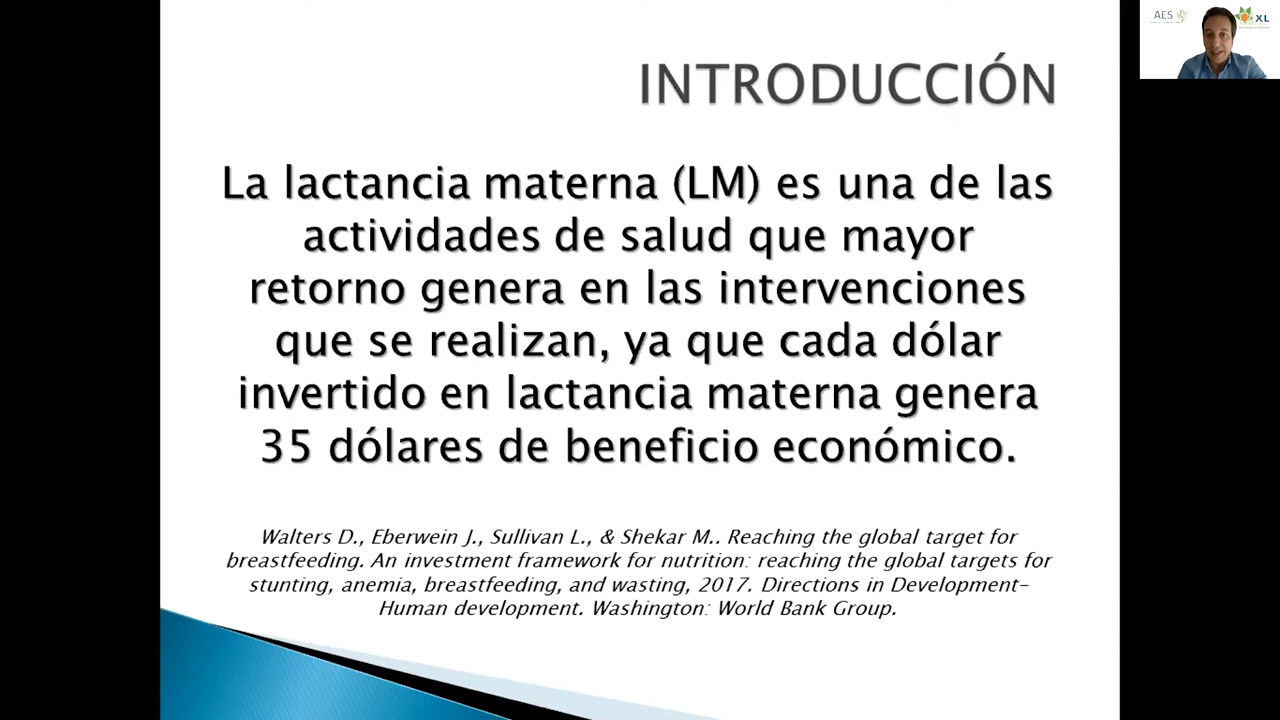 AES
XL
INTRODUCCIÓN
La lactancia materna (LM) es una de las
actividades de salud que mayor
retorno genera en las intervenciones
que se realizan, ya que cada dólar
invertido en lactancia materna genera
35 dólares de beneficio económico.
Walters D., Eberwein J., Sullivan L., & Shekar M.. Reaching the global target for
breastfeeding. An investment framework for nutrition: reaching the global targets for
stunting, anemia, breastfeeding, and wasting, 2017. Directions in Development-
Human development. Washington: World Bank Group.